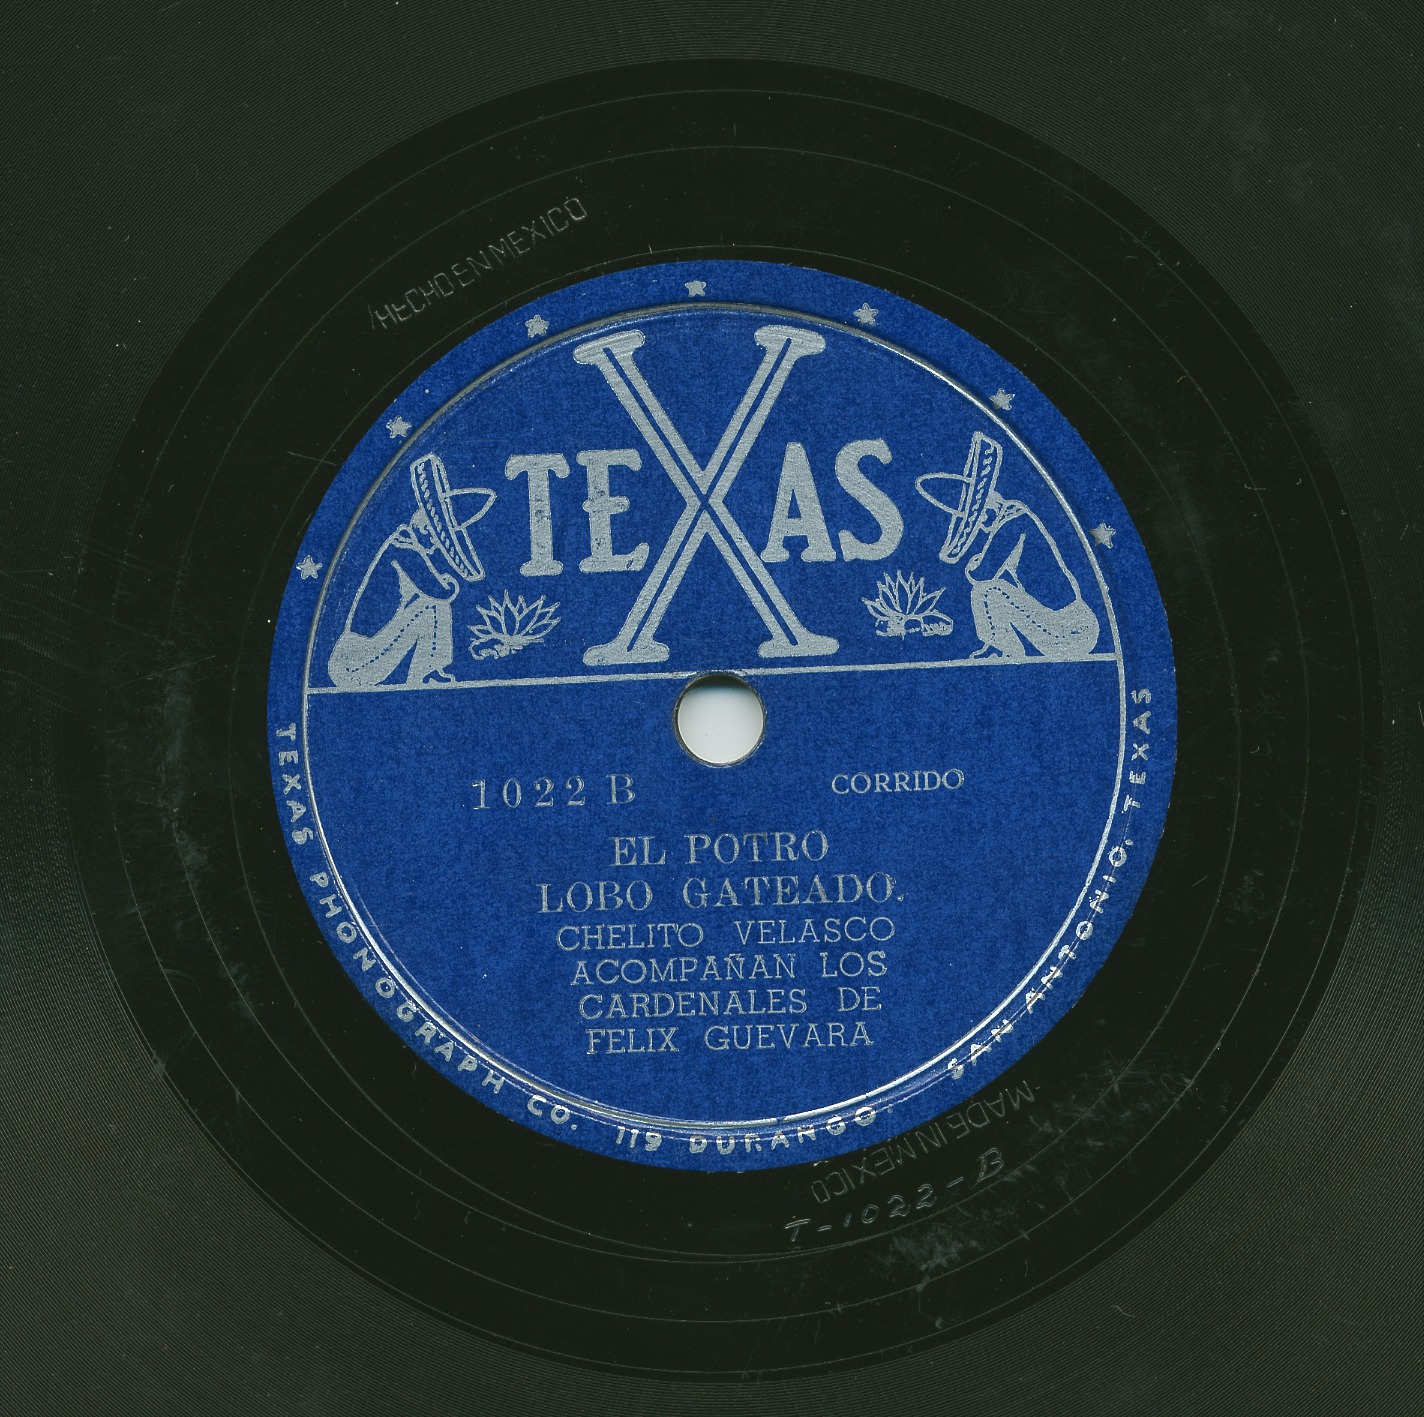 HECHO EN MEXICO
TEXAS
1022 B
CORRIDO
EL POTRO
LOBO GATEADO.
CHELITO VELASCO
ACOMPAÑAN LOS
CARDENALES DE
FELIX GUEVARA
TEXAS PHONOGRAPH CO. 119 DURANGO. SAN ANTONIO, TEXAS
MADE IN MEXICO
T-1022-B